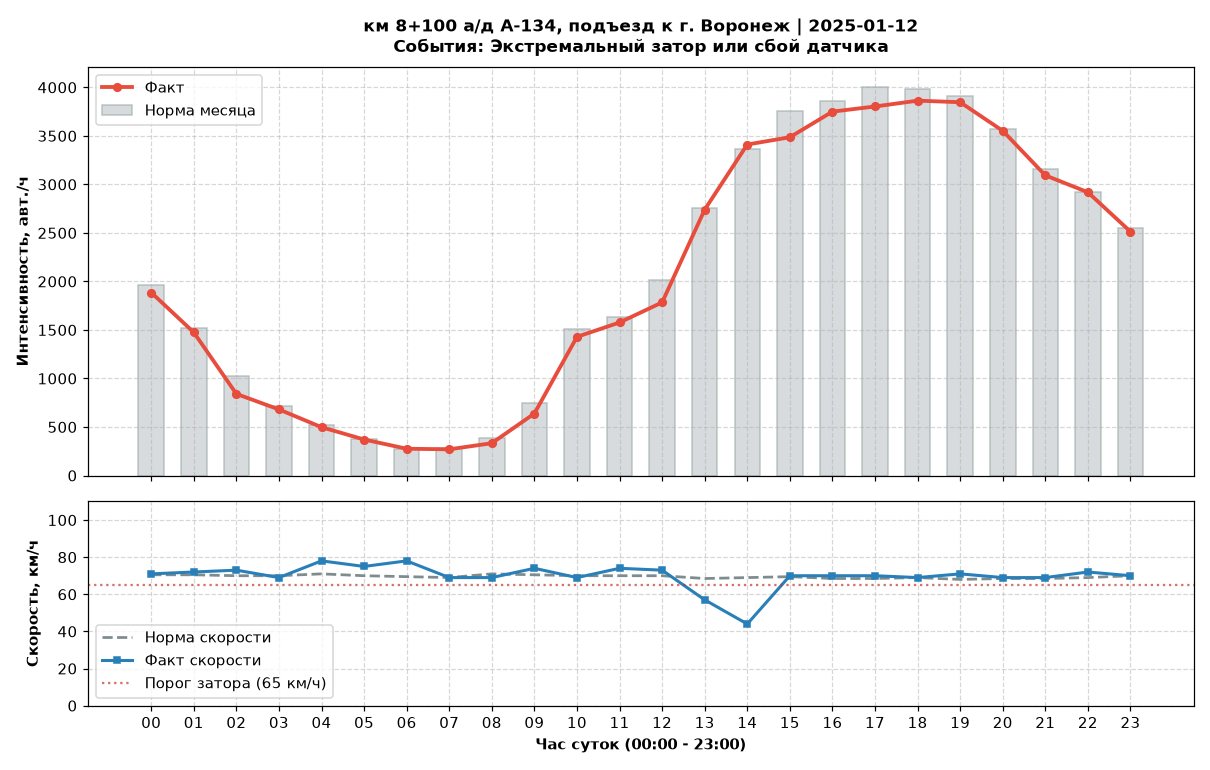 км 8+100 а/д А-134, подъезд к г. Воронеж | 2025-01-12
События: Экстремальный затор или сбой датчика
Интенсивность, авт./ч
4000
3500
3000
2500
2000
1500
1000
500
0
Факт
Норма месяца
Скорость, км/ч
100
80
60
40
20
0
Норма скорости
Факт скорости
Порог затора (65 км/ч)
00 01 02 03 04 05 06 07 08 09 10 11 12 13 14 15 16 17 18 19 20 21 22 23
Час суток (00:00 - 23:00)